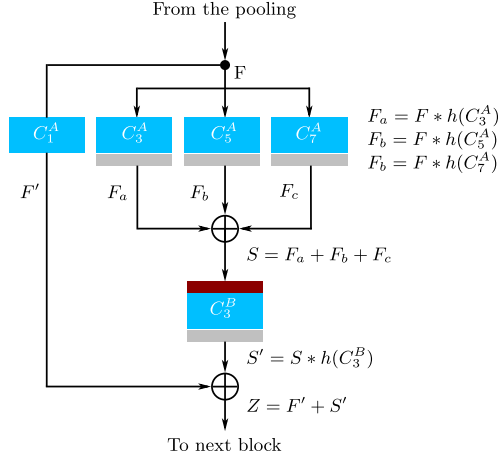 From the pooling
F
C_1^A C_3^A C_5^A C_7^A
F_a = F * h(C_3^A)
F_b = F * h(C_5^A)
F_b = F * h(C_7^A)
F′ F_a F_b F_c
S = F_a + F_b + F_c
C_3^B
S′ = S * h(C_3^B)
Z = F′ + S′
To next block